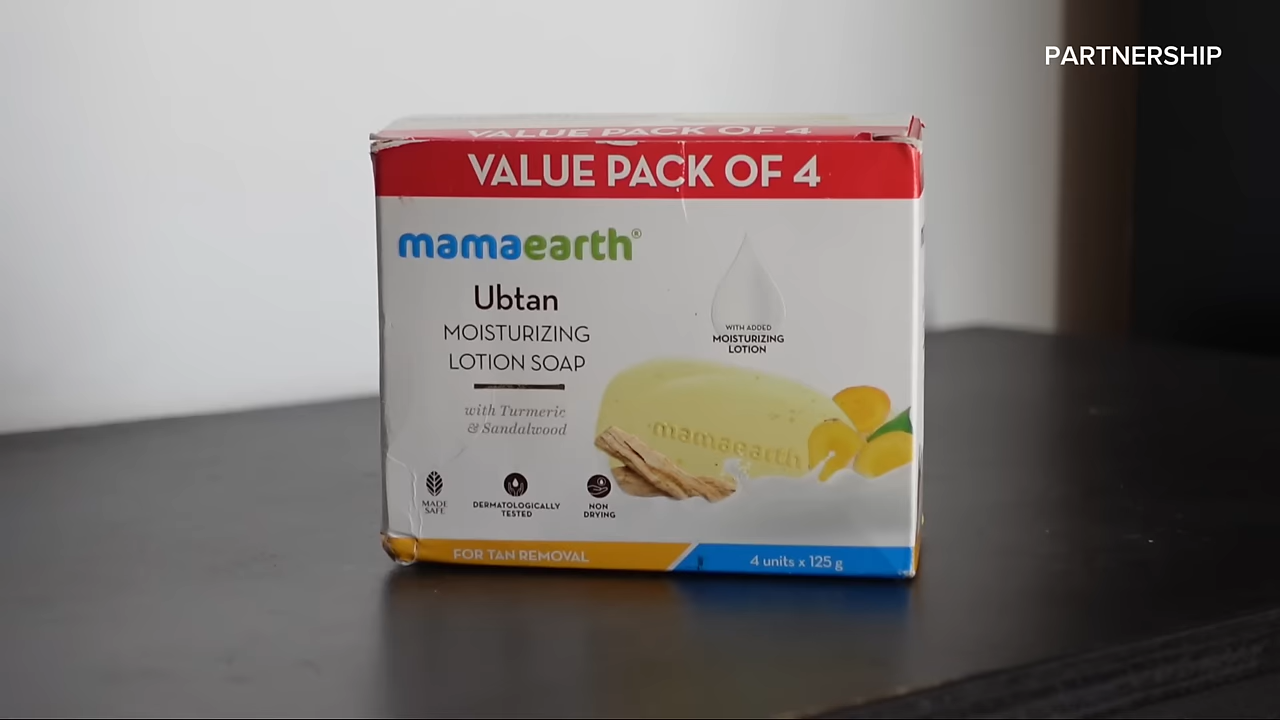 PARTNERSHIP
VALUE PACK OF 4
VALUE PACK OF 4
mamaearth®
Ubtan
MOISTURIZING
LOTION SOAP
with Turmeric
& Sandalwood
WITH ADDED
MOISTURIZING
LOTION
mamaearth
MADE
SAFE
DERMATOLOGICALLY
TESTED
NON
DRYING
FOR TAN REMOVAL
4 units x 125 g